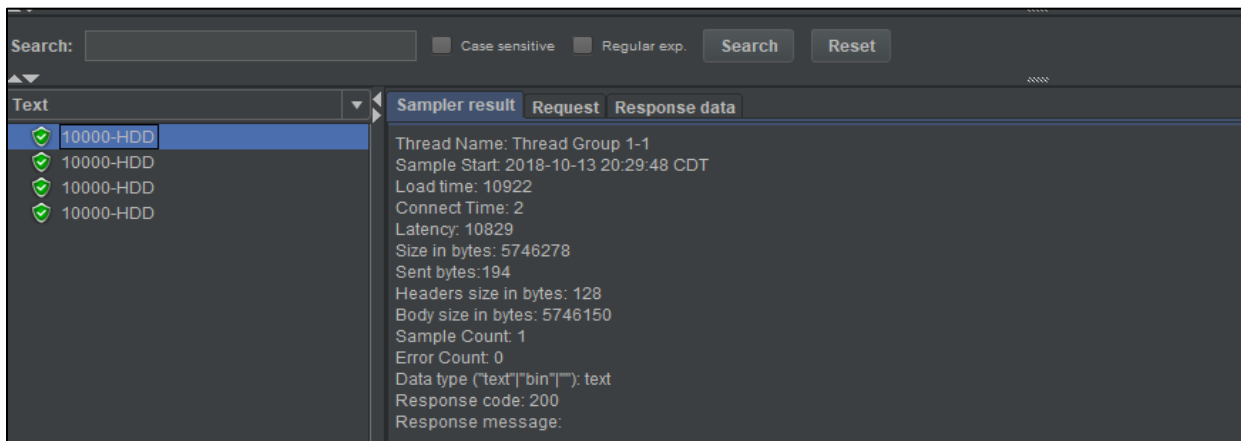 Search:
Case sensitive
Regular exp.
Search
Reset
Text
10000-HDD
10000-HDD
10000-HDD
10000-HDD
Sampler result
Request
Response data
Thread Name: Thread Group 1-1
Sample Start: 2018-10-13 20:29:48 CDT
Load time: 10922
Connect Time: 2
Latency: 10829
Size in bytes: 5746278
Sent bytes:194
Headers size in bytes: 128
Body size in bytes: 5746150
Sample Count: 1
Error Count: 0
Data type ("text"|"bin"|""): text
Response code: 200
Response message: